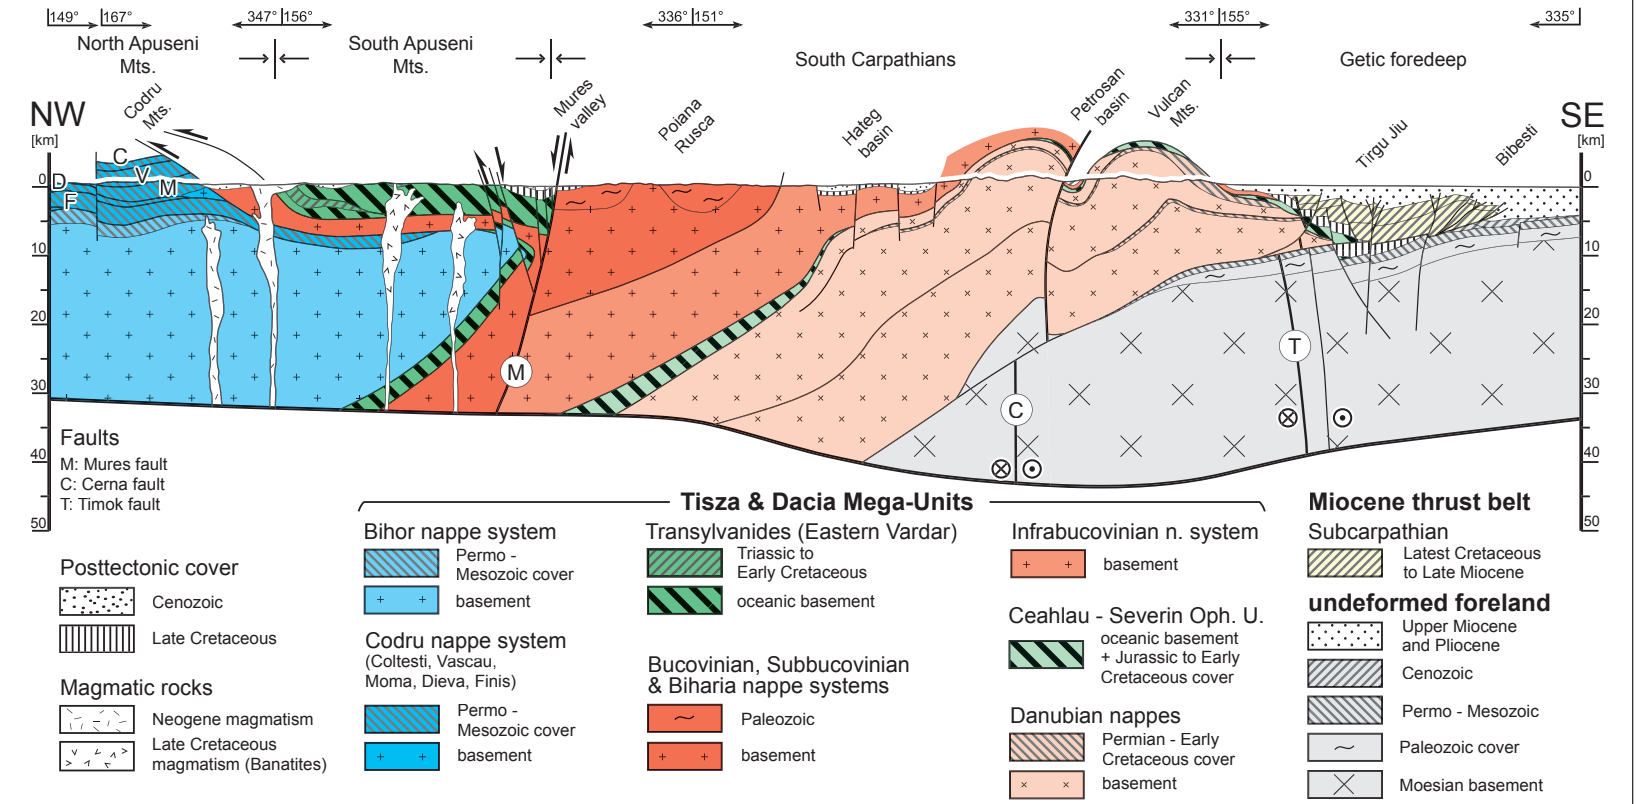 149° 167° 347° 156° 336° 151° 331° 155° 335°
North Apuseni
Mts.
South Apuseni
Mts.
South Carpathians
Getic foredeep
NW
[km]
SE
[km]
Codru
Mts.
Mures
valley
Poiana
Rusca
Hateg
basin
Petrosan
basin
Vulcan
Mts.
Tirgu Jiu
Bibesti
C
V
M
D
F
0
10
20
30
40
50
0
10
20
30
40
50
M
C
T
Faults
M: Mures fault
C: Cerna fault
T: Timok fault
Posttectonic cover
Cenozoic
Late Cretaceous
Magmatic rocks
Neogene magmatism
Late Cretaceous
magmatism (Banatites)
Tisza & Dacia Mega-Units
Bihor nappe system
Permo -
Mesozoic cover
basement
Codru nappe system
(Coltesti, Vascau,
Moma, Dieva, Finis)
Permo -
Mesozoic cover
basement
Transylvanides (Eastern Vardar)
Triassic to
Early Cretaceous
oceanic basement
Bucovinian, Subbucovinian
& Biharia nappe systems
Paleozoic
basement
Infrabucovinian n. system
basement
Ceahlau - Severin Oph. U.
oceanic basement
+ Jurassic to Early
Cretaceous cover
Danubian nappes
Permian - Early
Cretaceous cover
basement
Miocene thrust belt
Subcarpathian
Latest Cretaceous
to Late Miocene
undeformed foreland
Upper Miocene
and Pliocene
Cenozoic
Permo - Mesozoic
Paleozoic cover
Moesian basement